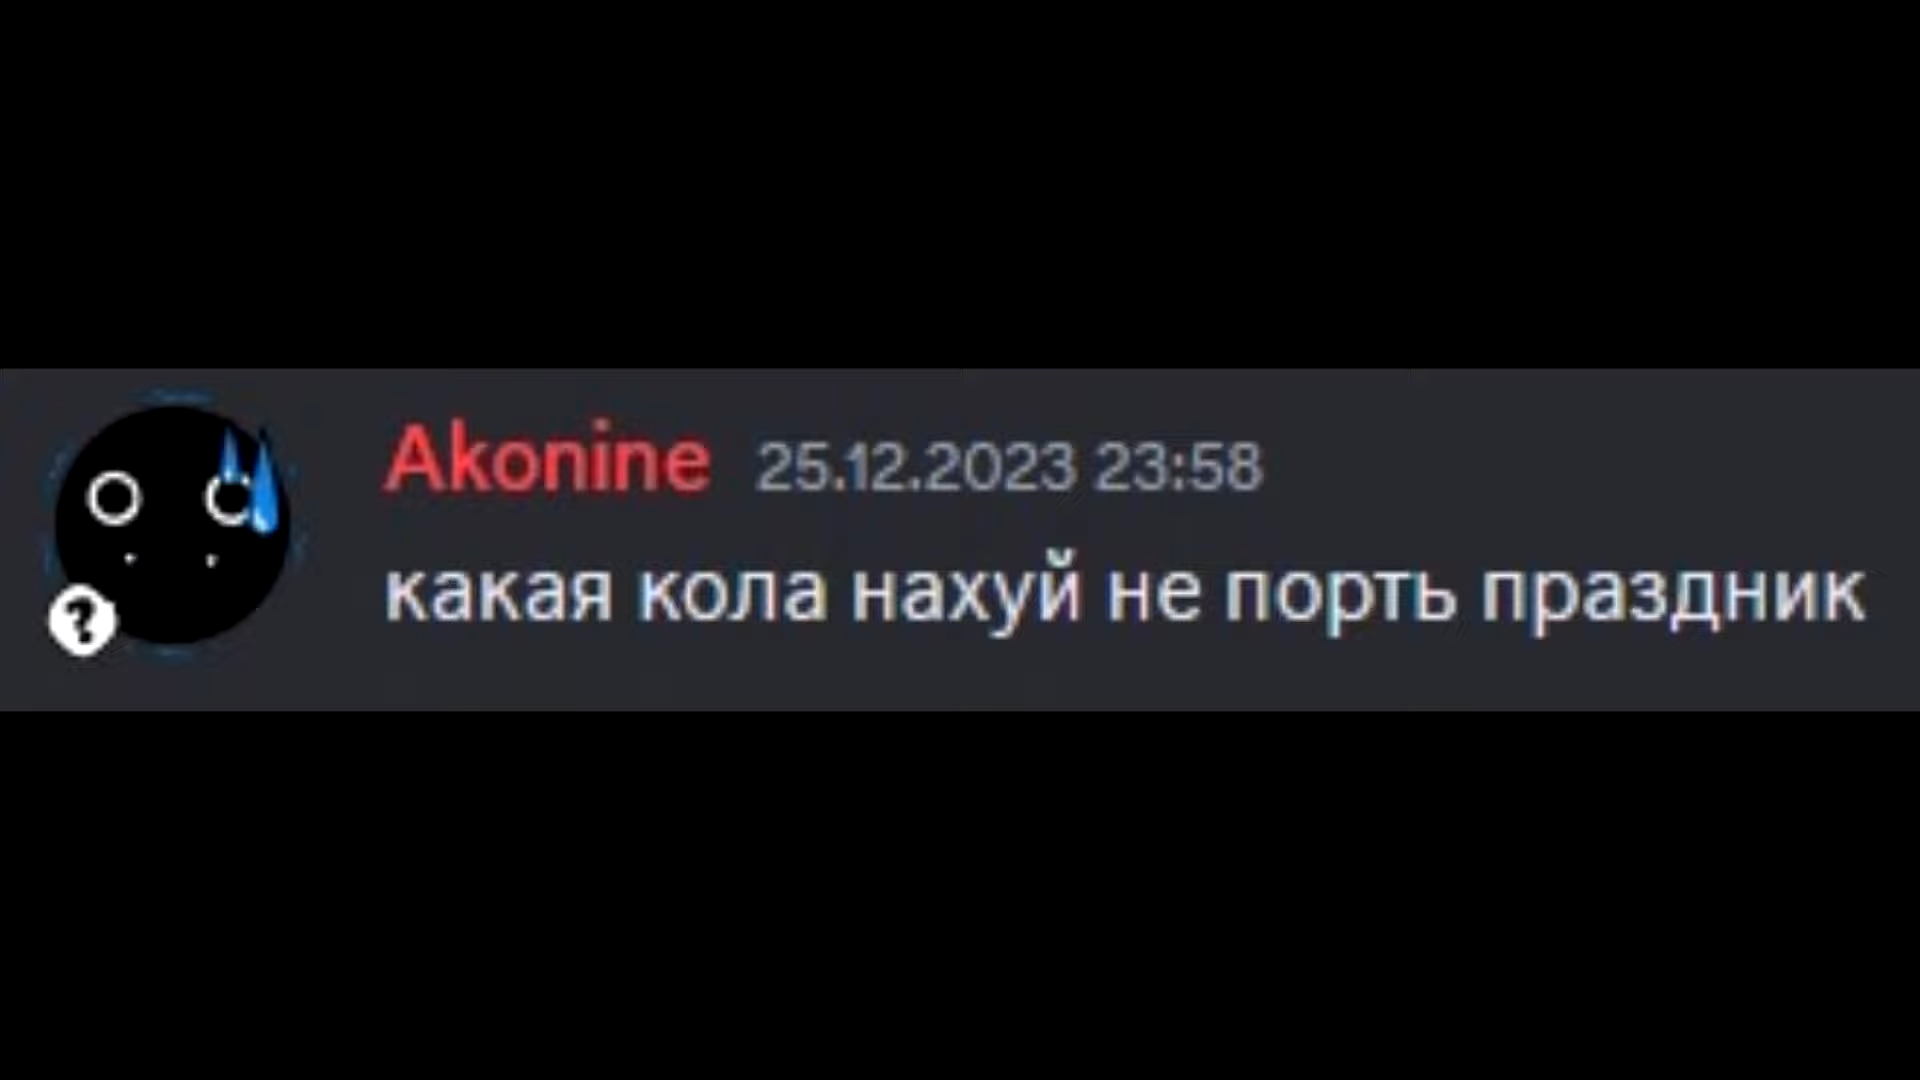 Akonine 25.12.2023 23:58
какая кола нахуй не порть праздник
?